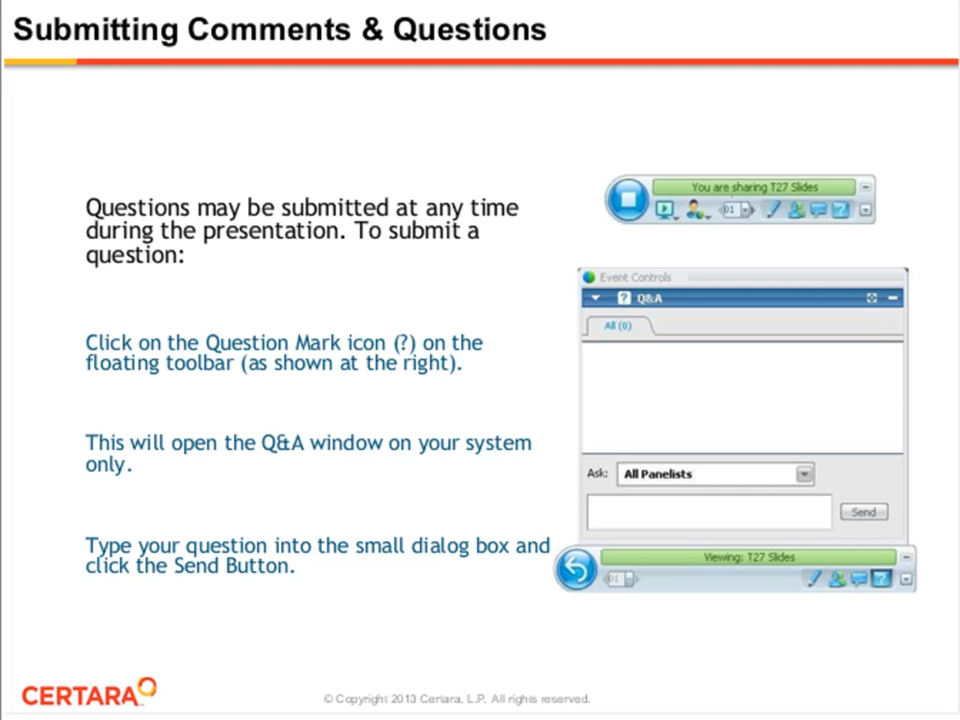 Submitting Comments & Questions
Questions may be submitted at any time
during the presentation. To submit a
question:
Click on the Question Mark icon (?) on the
floating toolbar (as shown at the right).
This will open the Q&A window on your system
only.
Type your question into the small dialog box and
click the Send Button.
You are sharing T27 Slides
01
Event Controls
? Q&A
All (0)
Ask: All Panelists
Send
Viewing: T27 Slides
01
CERTARA
© Copyright 2013 Certara, L.P. All rights reserved.